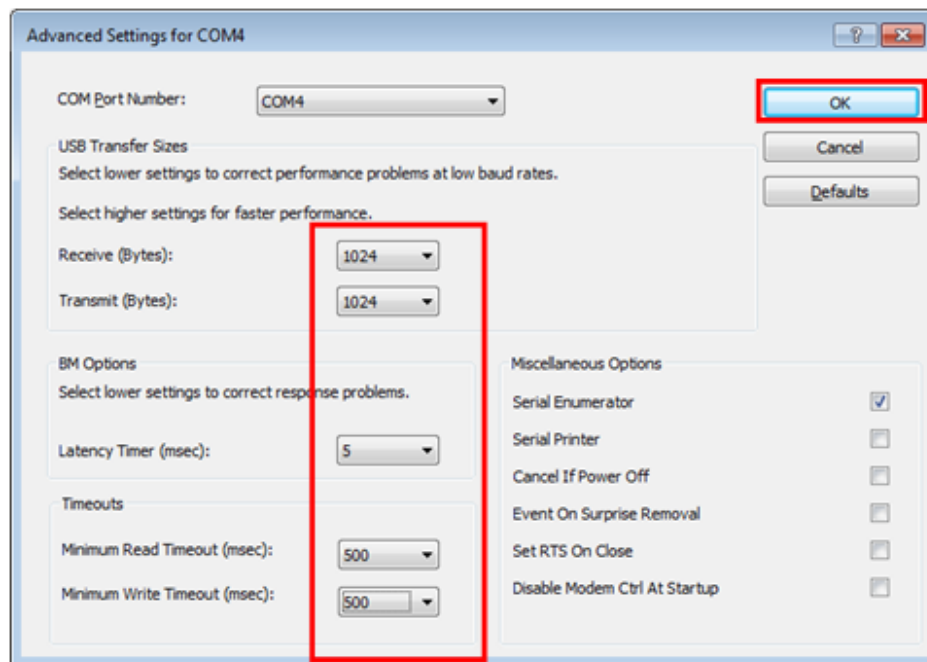 Advanced Settings for COM4
COM Port Number: COM4
OK
USB Transfer Sizes
Cancel
Select lower settings to correct performance problems at low baud rates.
Defaults
Select higher settings for faster performance.
Receive (Bytes): 1024
Transmit (Bytes): 1024
BM Options
Select lower settings to correct response problems.
Latency Timer (msec): 5
Timeouts
Minimum Read Timeout (msec): 500
Minimum Write Timeout (msec): 500
Miscellaneous Options
Serial Enumerator
Serial Printer
Cancel If Power Off
Event On Surprise Removal
Set RTS On Close
Disable Modem Ctrl At Startup